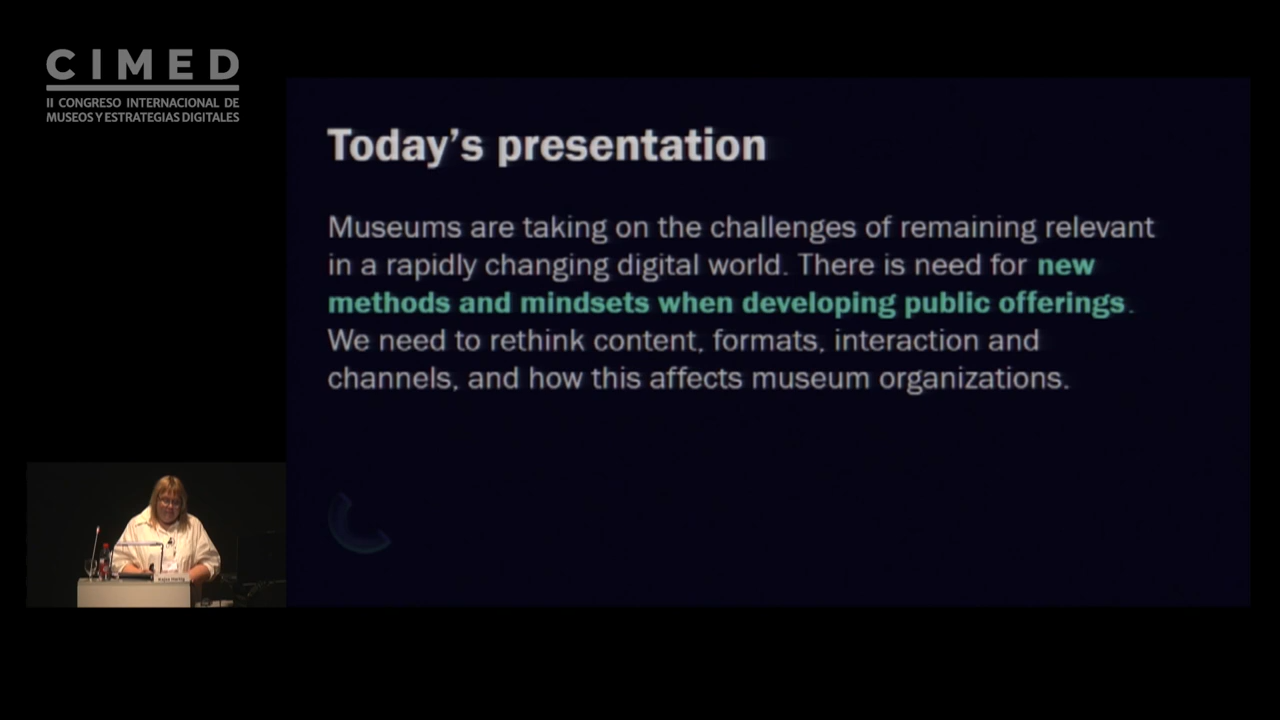 CIMED
II CONGRESO INTERNACIONAL DE
MUSEOS Y ESTRATEGIAS DIGITALES
Today's presentation
Museums are taking on the challenges of remaining relevant
in a rapidly changing digital world. There is need for new
methods and mindsets when developing public offerings.
We need to rethink content, formats, interaction and
channels, and how this affects museum organizations.